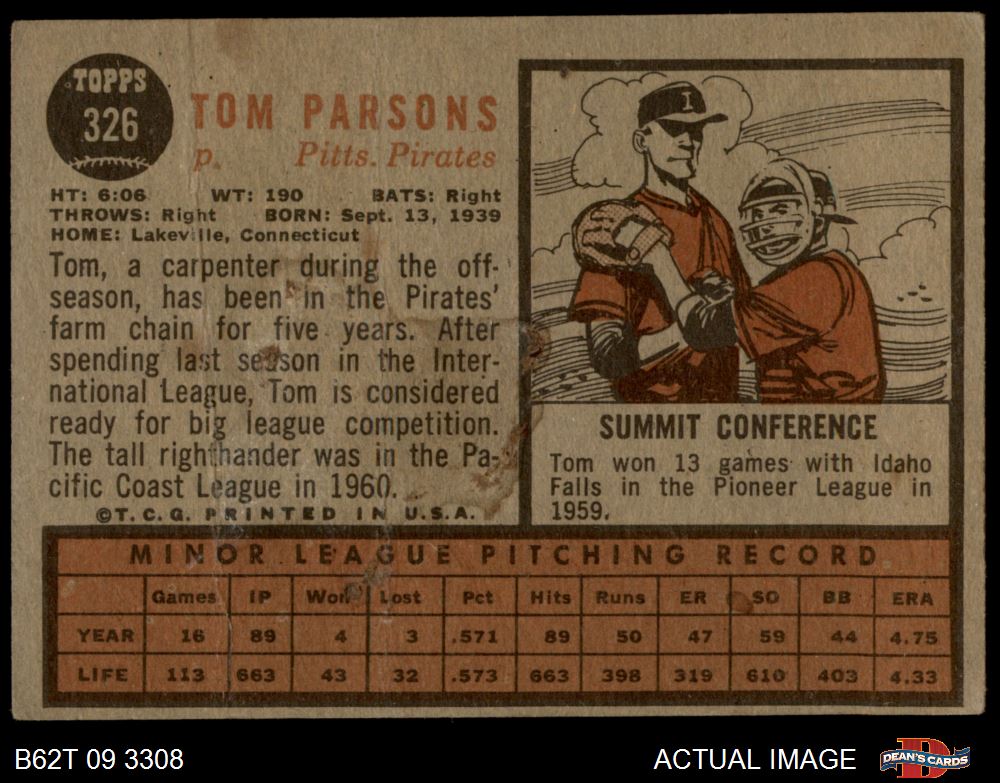 TOPPS
326
TOM PARSONS
p. Pitts. Pirates
HT: 6:06 WT: 190 BATS: Right
THROWS: Right BORN: Sept. 13, 1939
HOME: Lakeville, Connecticut
Tom, a carpenter during the off-
season, has been in the Pirates'
farm chain for five years. After
spending last season in the Inter-
national League, Tom is considered
ready for big league competition.
The tall righthander was in the Pa-
cific Coast League in 1960.
©T.C.G. PRINTED IN U.S.A.
I
SUMMIT CONFERENCE
Tom won 13 games with Idaho
Falls in the Pioneer League in
1959.
MINOR LEAGUE PITCHING RECORD
Games IP Won Lost Pct Hits Runs ER SO BB ERA
YEAR 16 89 4 3 .571 89 50 47 59 44 4.75
LIFE 113 663 43 32 .573 663 398 319 610 403 4.33
B62T 09 3308 ACTUAL IMAGE DEAN'S CARDS